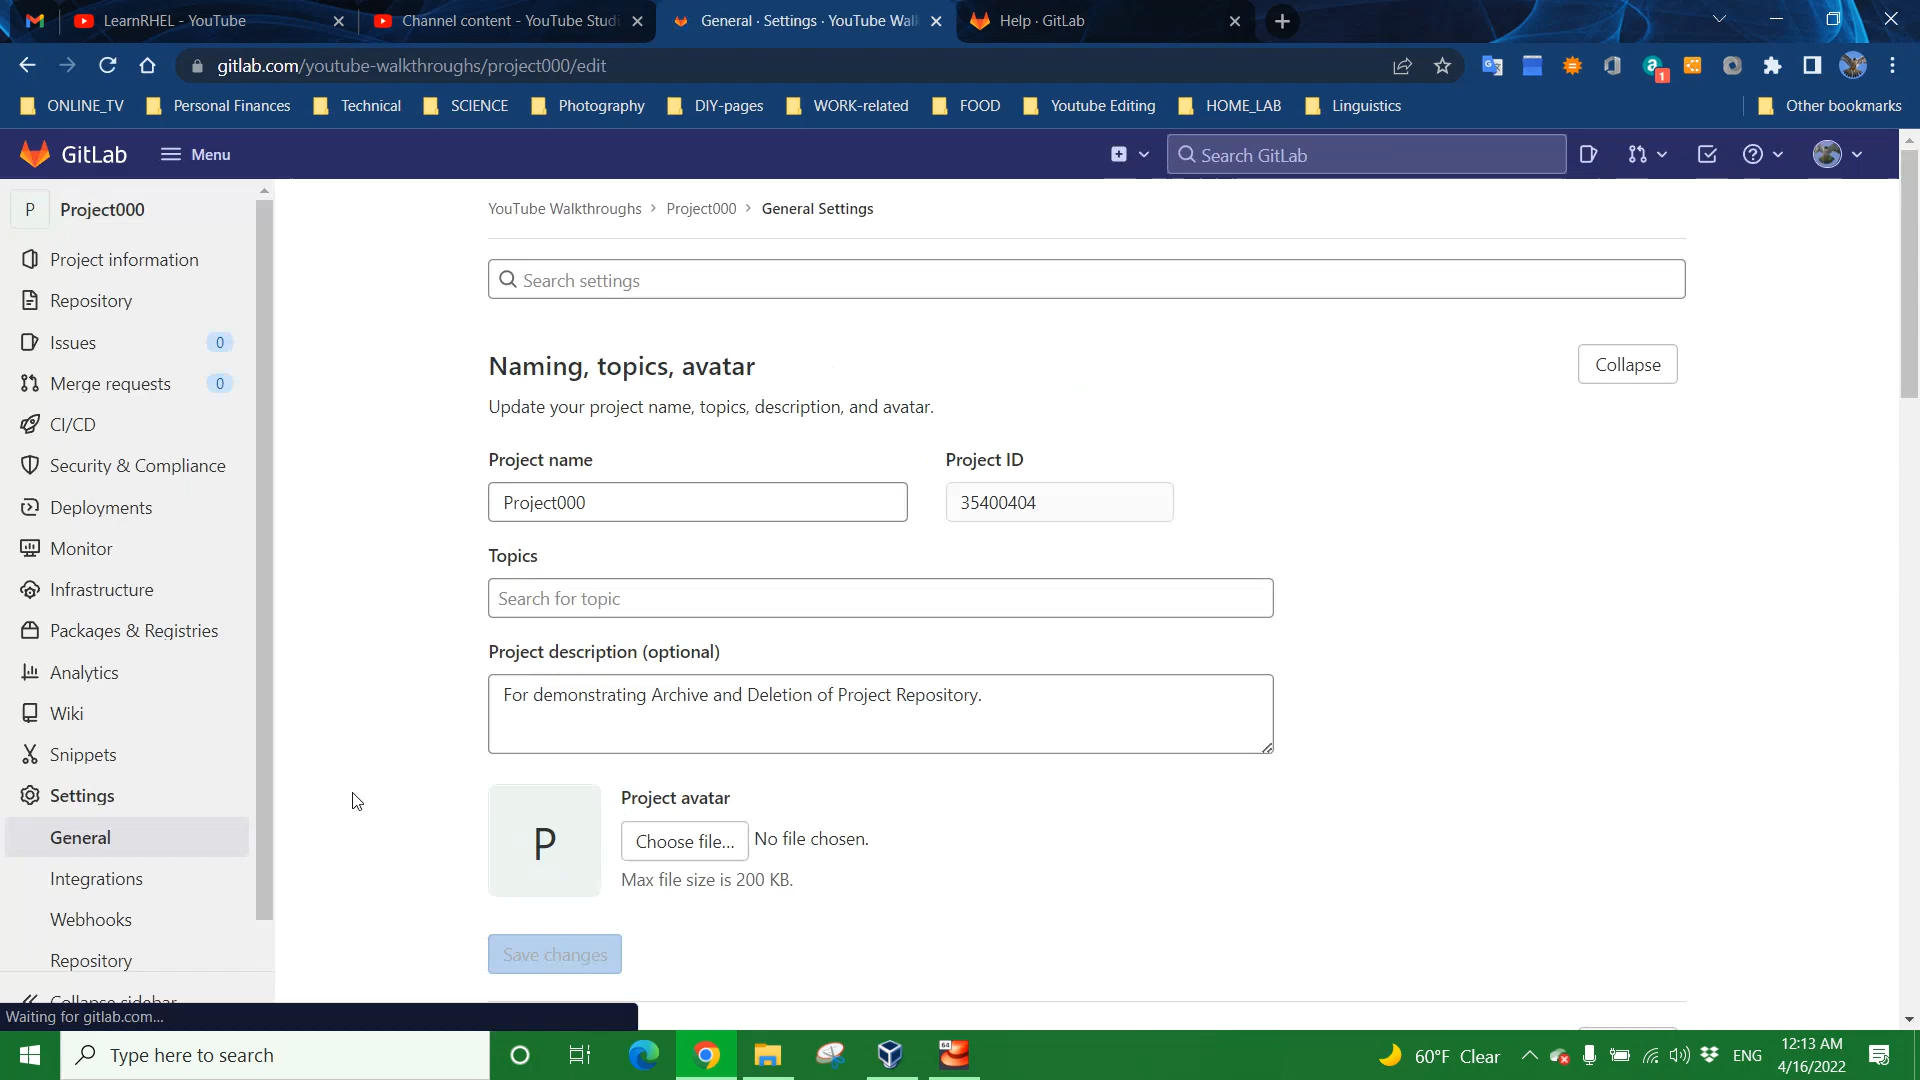 LearnRHEL - YouTube
Channel content - YouTube Studi
General · Settings · YouTube Wal
Help · GitLab
gitlab.com/youtube-walkthroughs/project000/edit
1
ONLINE_TV
Personal Finances
Technical
SCIENCE
Photography
DIY-pages
WORK-related
FOOD
Youtube Editing
HOME_LAB
Linguistics
Other bookmarks
GitLab
Menu
Search GitLab
P
Project000
Project information
Repository
Issues 0
Merge requests 0
CI/CD
Security & Compliance
Deployments
Monitor
Infrastructure
Packages & Registries
Analytics
Wiki
Snippets
Settings
General
Integrations
Webhooks
Repository
Collapse sidebar
YouTube Walkthroughs › Project000 › General Settings
Search settings
Naming, topics, avatar
Collapse
Update your project name, topics, description, and avatar.
Project name
Project000
Project ID
35400404
Topics
Search for topic
Project description (optional)
For demonstrating Archive and Deletion of Project Repository.
P
Project avatar
Choose file...
No file chosen.
Max file size is 200 KB.
Save changes
Waiting for gitlab.com...
Type here to search
64
60°F Clear
ENG
12:13 AM
4/16/2022